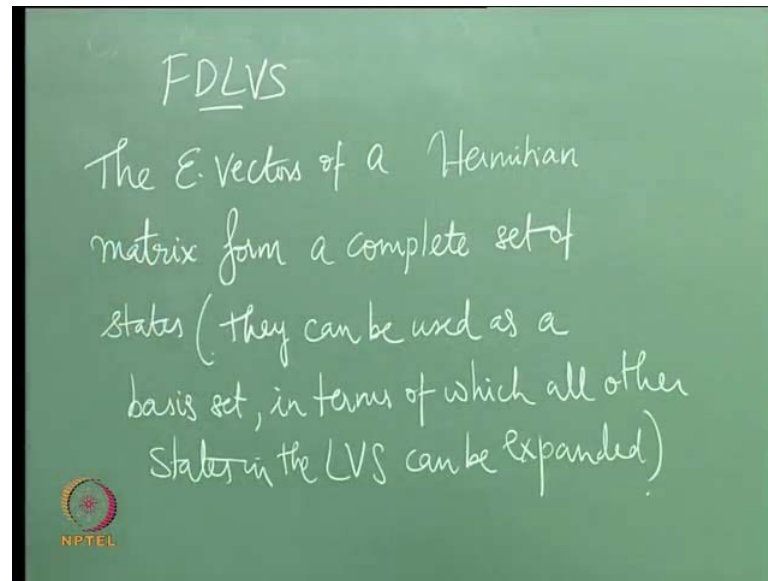 FDLVS
The E. Vectors of a Hermitian
matrix form a complete set of
states (they can be used as a
basis set, in terms of which all other
states in the LVS can be expanded).
NPTEL